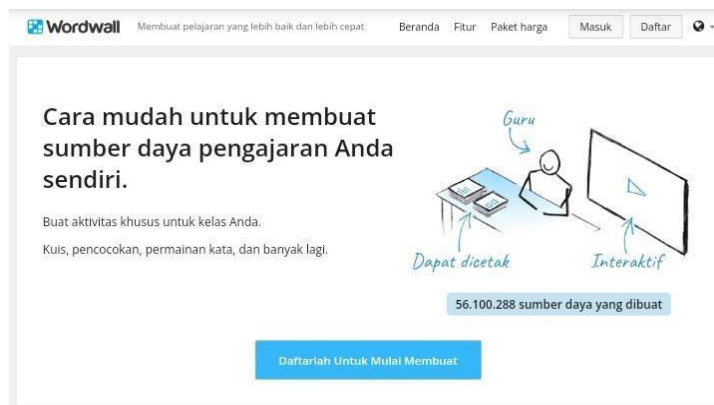 Wordwall Membuat pelajaran yang lebih baik dan lebih cepat Beranda Fitur Paket harga Masuk Daftar
Cara mudah untuk membuat
sumber daya pengajaran Anda
sendiri.
Buat aktivitas khusus untuk kelas Anda.
Kuis, pencocokan, permainan kata, dan banyak lagi.
Guru
Dapat dicetak
Interaktif
56.100.288 sumber daya yang dibuat
Daftarlah Untuk Mulai Membuat